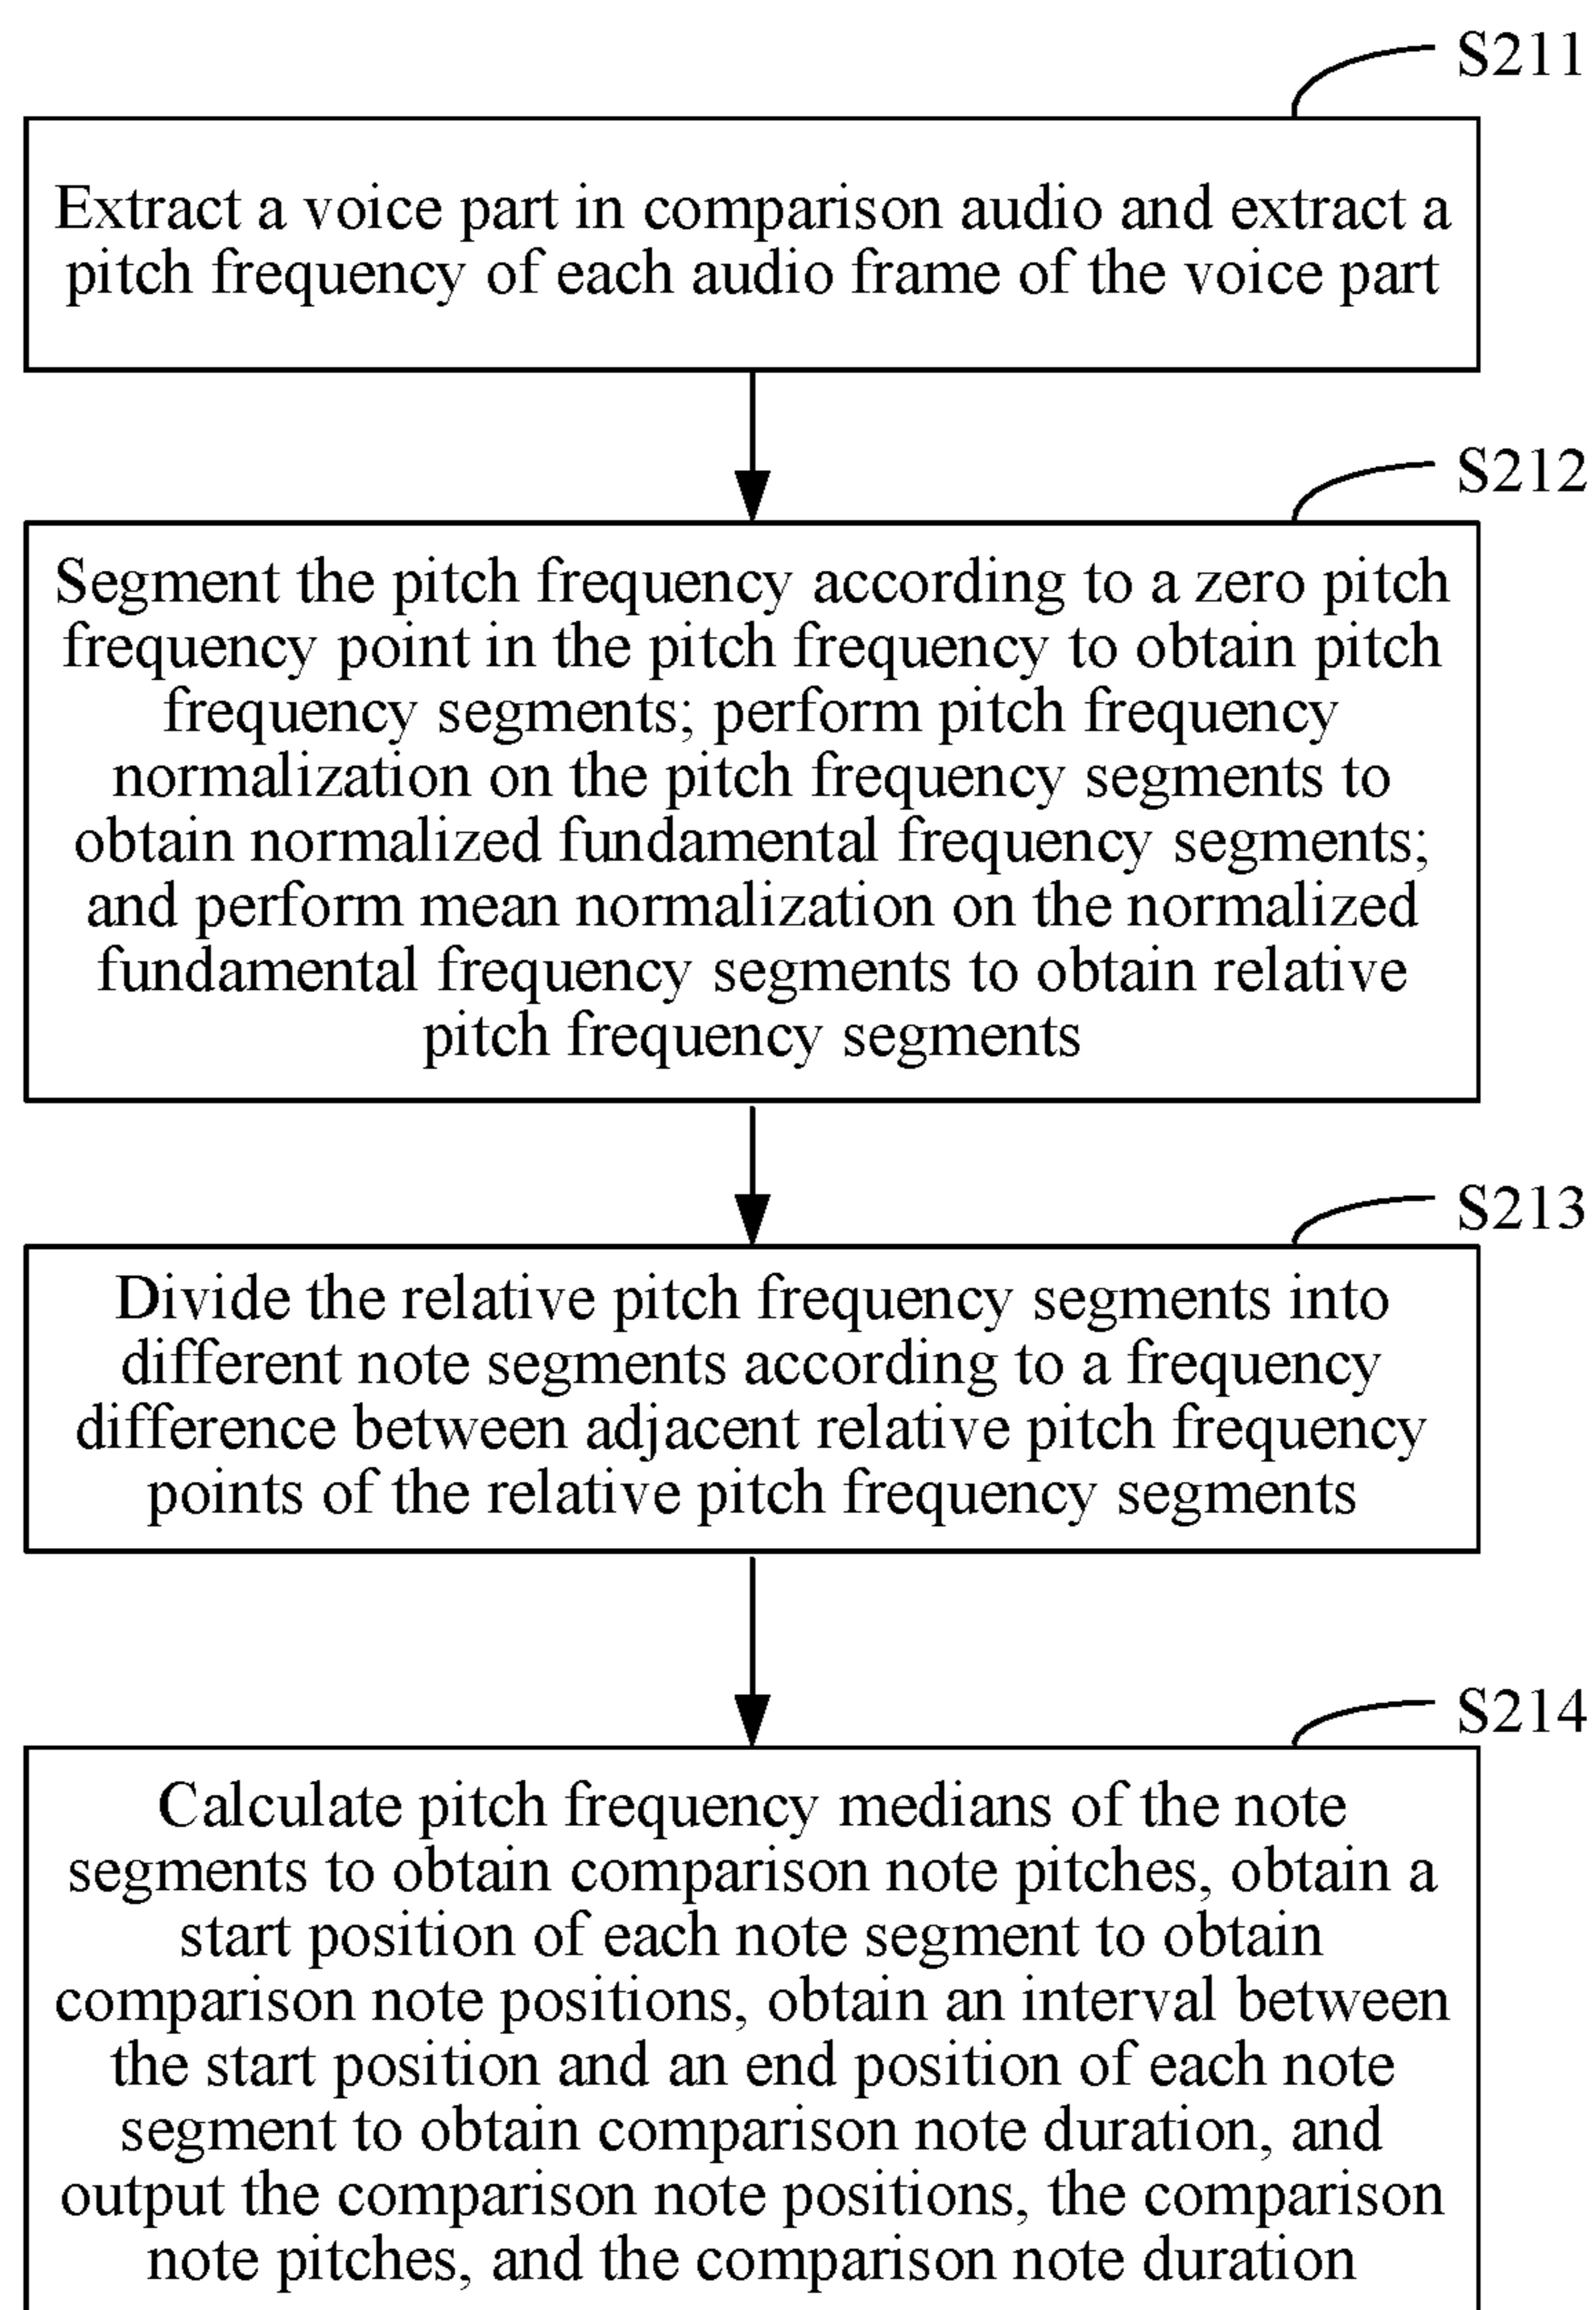 S211
Extract a voice part in comparison audio and extract a
pitch frequency of each audio frame of the voice part
S212
Segment the pitch frequency according to a zero pitch
frequency point in the pitch frequency to obtain pitch
frequency segments; perform pitch frequency
normalization on the pitch frequency segments to
obtain normalized fundamental frequency segments;
and perform mean normalization on the normalized
fundamental frequency segments to obtain relative
pitch frequency segments
S213
Divide the relative pitch frequency segments into
different note segments according to a frequency
difference between adjacent relative pitch frequency
points of the relative pitch frequency segments
S214
Calculate pitch frequency medians of the note
segments to obtain comparison note pitches, obtain a
start position of each note segment to obtain
comparison note positions, obtain an interval between
the start position and an end position of each note
segment to obtain comparison note duration, and
output the comparison note positions, the comparison
note pitches, and the comparison note duration